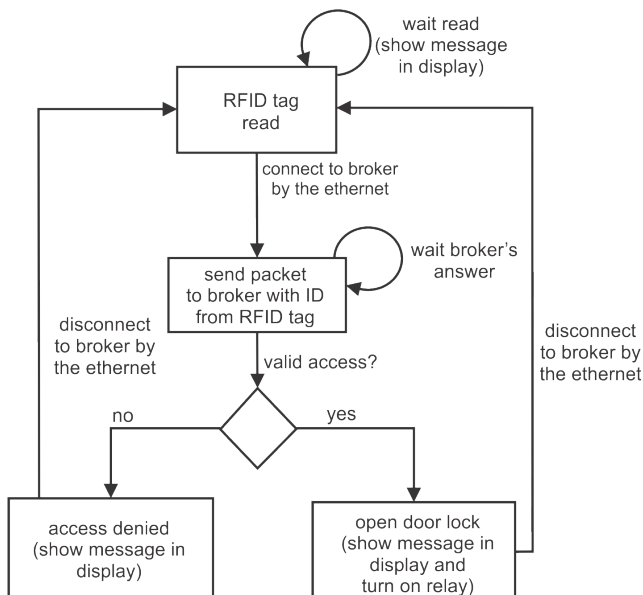 wait read
(show message
in display)
RFID tag
read
connect to broker
by the ethernet
send packet
to broker with ID
from RFID tag
wait broker's
answer
disconnect
to broker by
the ethernet
disconnect
to broker by
the ethernet
valid access?
no
yes
access denied
(show message in
display)
open door lock
(show message in
display and
turn on relay)